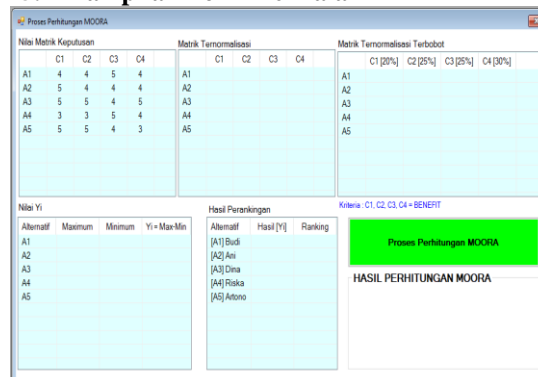 Proses Perhitungan MOORA
Nilai Matrik Keputusan
C1 C2 C3 C4
A1 4 4 5 4
A2 5 4 4 4
A3 5 5 4 5
A4 3 3 5 4
A5 5 5 4 3
Matrik Ternormalisasi
C1 C2 C3 C4
A1
A2
A3
A4
A5
Matrik Ternormalisasi Terbobot
C1 [20%] C2 [25%] C3 [25%] C4 [30%]
A1
A2
A3
A4
A5
Kriteria : C1, C2, C3, C4 = BENEFIT
Nilai Yi
Alternatif Maximum Minimum Yi = Max-Min
A1
A2
A3
A4
A5
Hasil Perankingan
Alternatif Hasil [Yi] Ranking
[A1] Budi
[A2] Ani
[A3] Dina
[A4] Riska
[A5] Artono
Proses Perhitungan MOORA
HASIL PERHITUNGAN MOORA